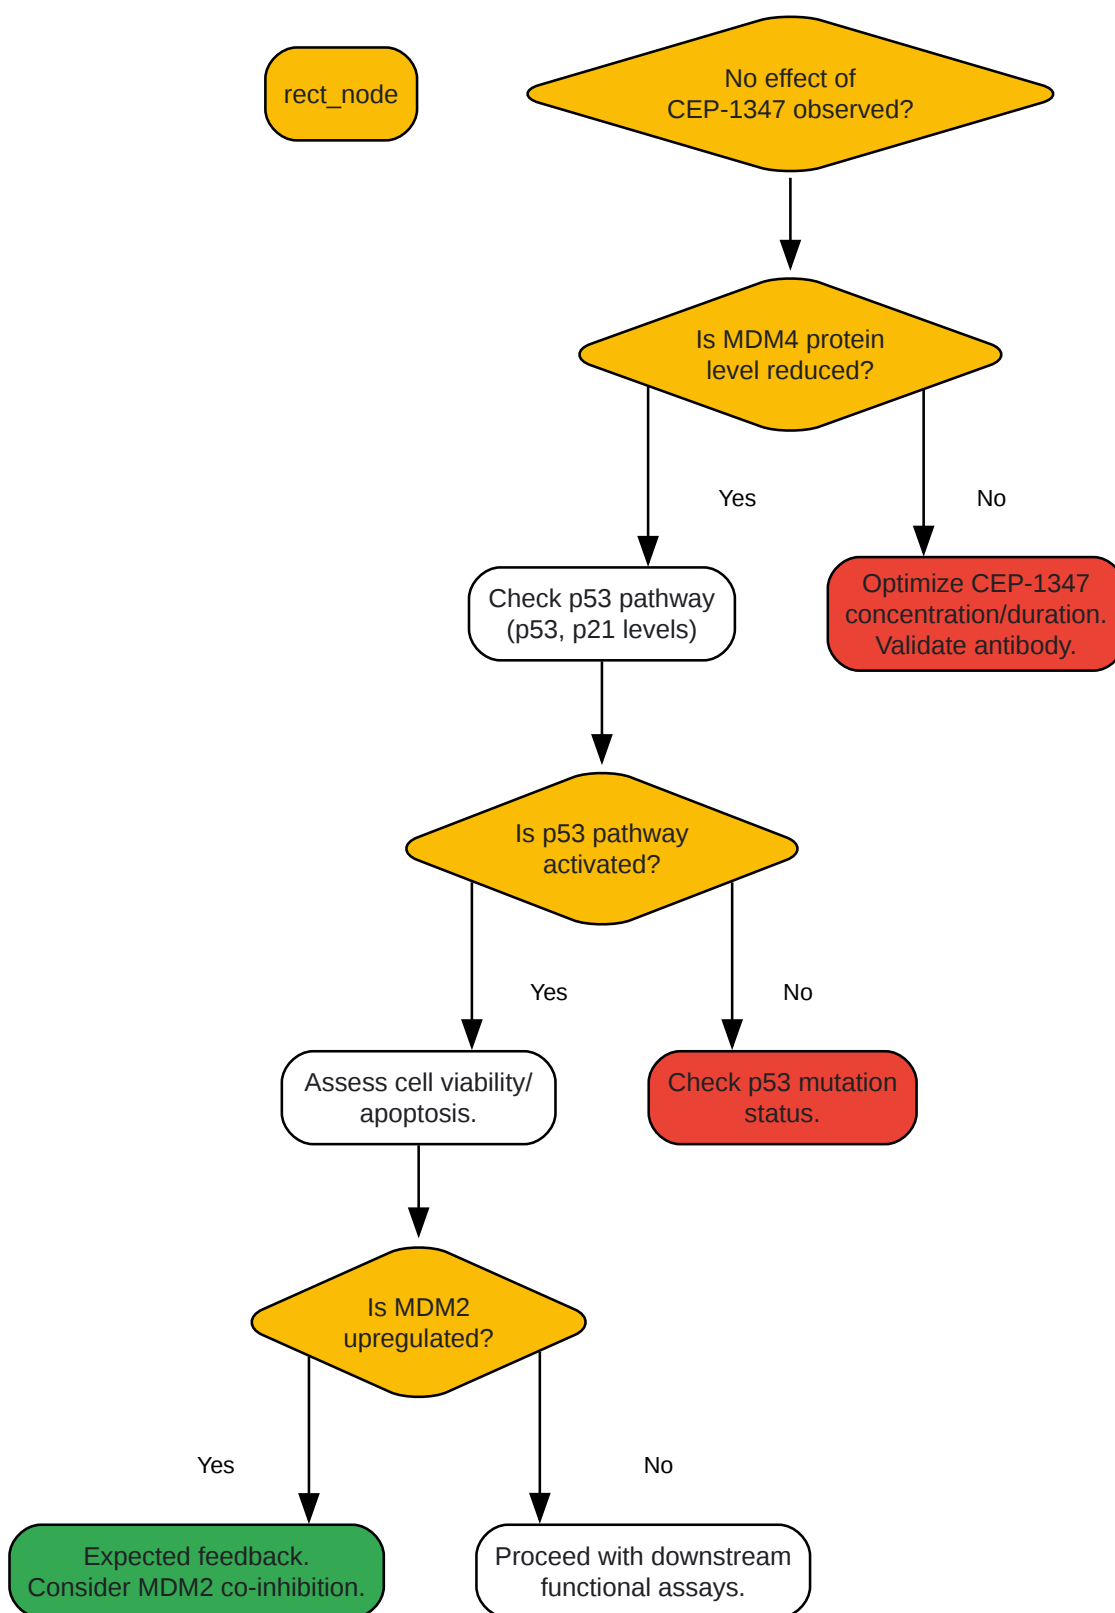 rect_node
No effect of
CEP-1347 observed?
Is MDM4 protein
level reduced?
Yes
No
Check p53 pathway
(p53, p21 levels)
Optimize CEP-1347
concentration/duration.
Validate antibody.
Is p53 pathway
activated?
Yes
No
Assess cell viability/
apoptosis.
Check p53 mutation
status.
Is MDM2
upregulated?
Yes
No
Expected feedback.
Consider MDM2 co-inhibition.
Proceed with downstream
functional assays.